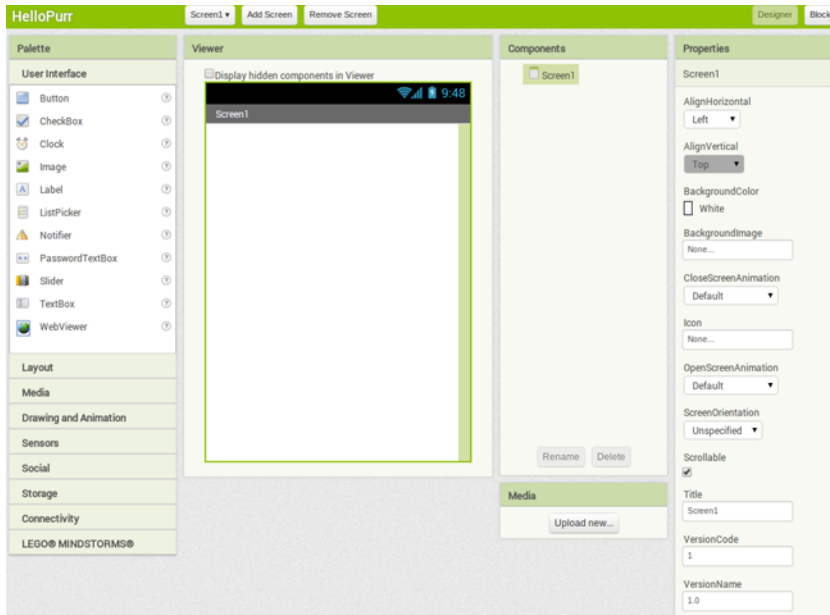 HelloPurr
Screen1 ▾
Add Screen
Remove Screen
Designer
Block
Palette
User Interface
Button
CheckBox
Clock
Image
Label
ListPicker
Notifier
PasswordTextBox
Slider
TextBox
WebViewer
Layout
Media
Drawing and Animation
Sensors
Social
Storage
Connectivity
LEGO® MINDSTORMS®
Viewer
Display hidden components in Viewer
9:48
Screen1
Components
Screen1
Rename
Delete
Media
Upload new...
Properties
Screen1
AlignHorizontal
Left
AlignVertical
Top
BackgroundColor
White
BackgroundImage
None...
CloseScreenAnimation
Default
Icon
None...
OpenScreenAnimation
Default
ScreenOrientation
Unspecified
Scrollable
Title
Screen1
VersionCode
1
VersionName
1.0